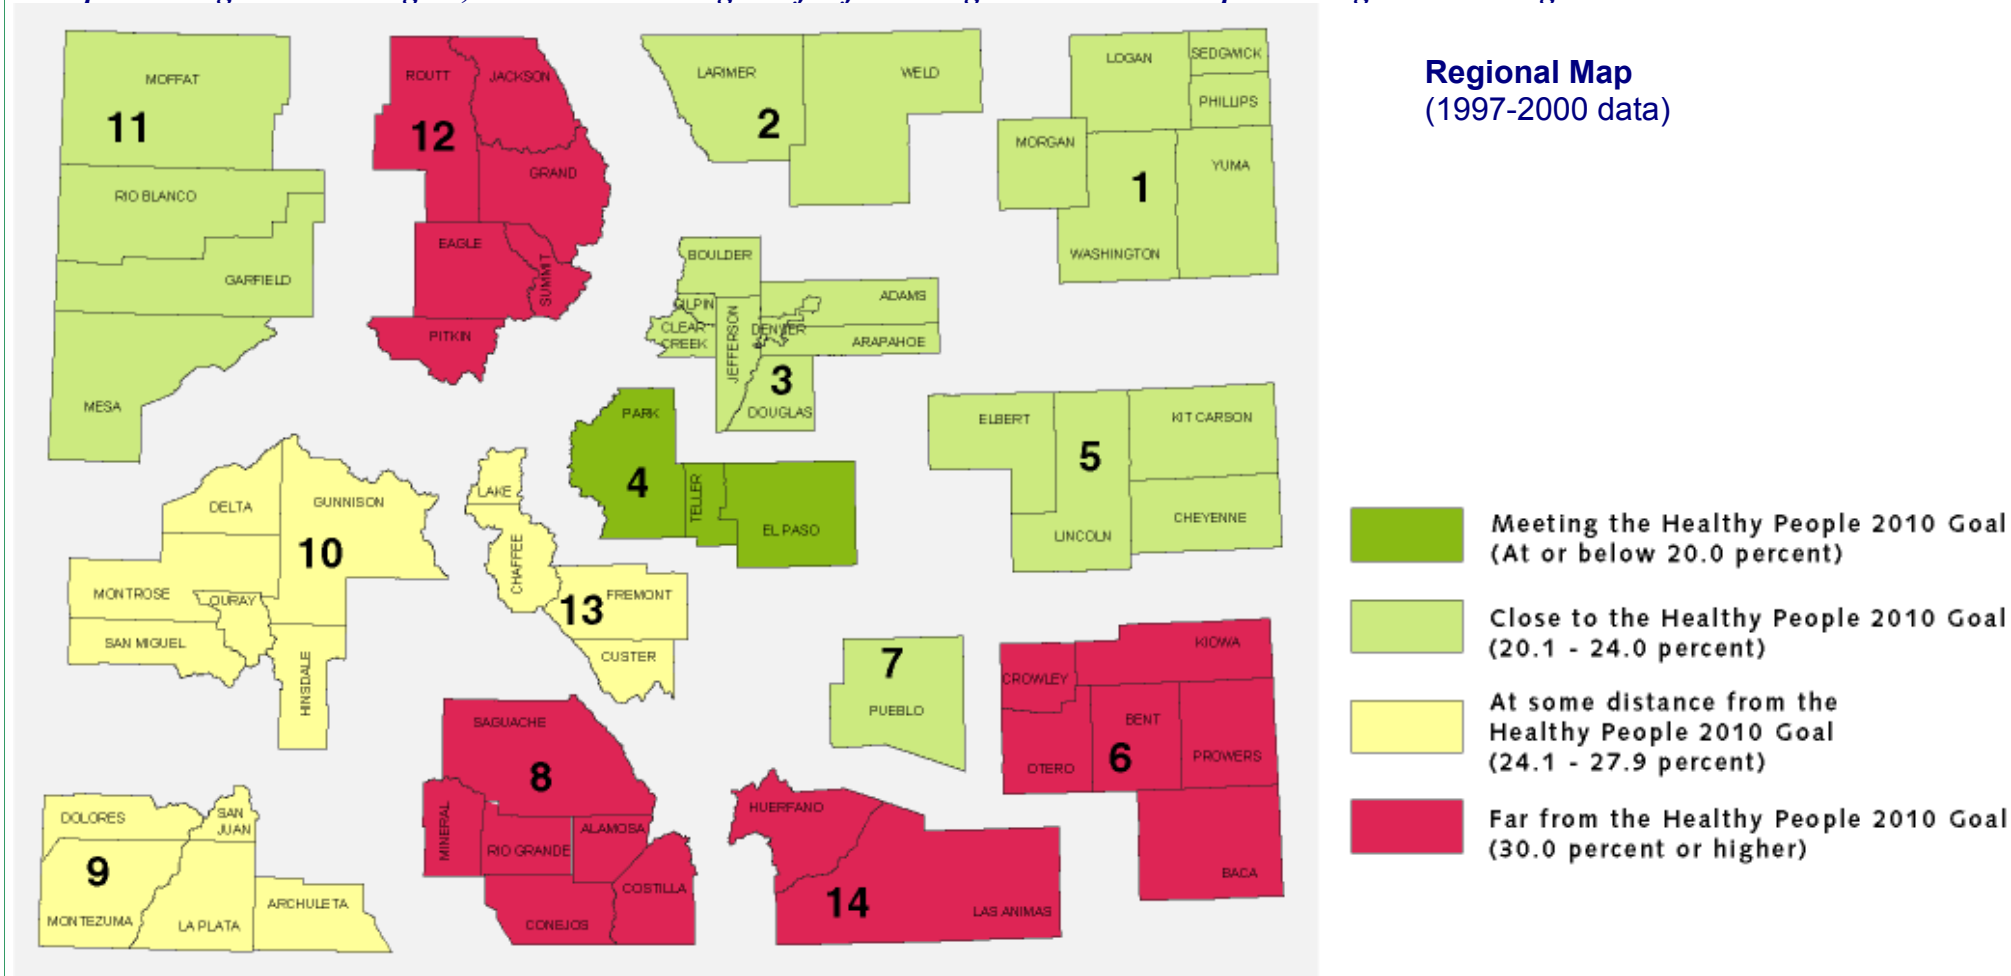 Regional Map
(1997-2000 data)
MOFFAT
11
RIO BLANCO
GARFIELD
MESA
ROUTT
JACKSON
12
GRAND
EAGLE
SUMMIT
PITKIN
LARIMER
WELD
2
LOGAN
SEDGWICK
PHILLIPS
MORGAN
YUMA
1
WASHINGTON
BOULDER
GILPIN
ADAMS
CLEAR
CREEK
JEFFERSON
DENVER
ARAPAHOE
3
DOUGLAS
PARK
4
TELLER
EL PASO
ELBERT
KIT CARSON
5
CHEYENNE
LINCOLN
DELTA
GUNNISON
10
MONTROSE
OURAY
SAN MIGUEL
HINSDALE
LAKE
CHAFFEE
13
FREMONT
CUSTER
7
PUEBLO
KIOWA
CROWLEY
BENT
OTERO
6
PROWERS
BACA
SAGUACHE
8
MINERAL
ALAMOSA
RIO GRANDE
COSTILLA
CONEJOS
HUERFANO
14
LAS ANIMAS
DOLORES
SAN
JUAN
9
MONTEZUMA
LA PLATA
ARCHULETA
Meeting the Healthy People 2010 Goal
(At or below 20.0 percent)
Close to the Healthy People 2010 Goal
(20.1 - 24.0 percent)
At some distance from the
Healthy People 2010 Goal
(24.1 - 27.9 percent)
Far from the Healthy People 2010 Goal
(30.0 percent or higher)